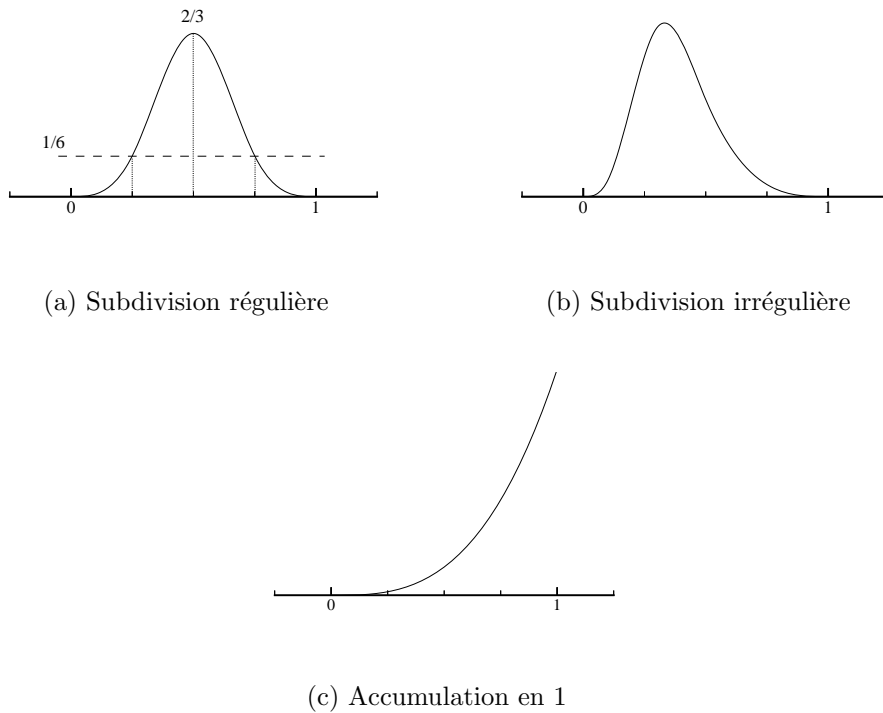 2/3
1/6
0 1
0 1
(a) Subdivision régulière
(b) Subdivision irrégulière
0 1
(c) Accumulation en 1